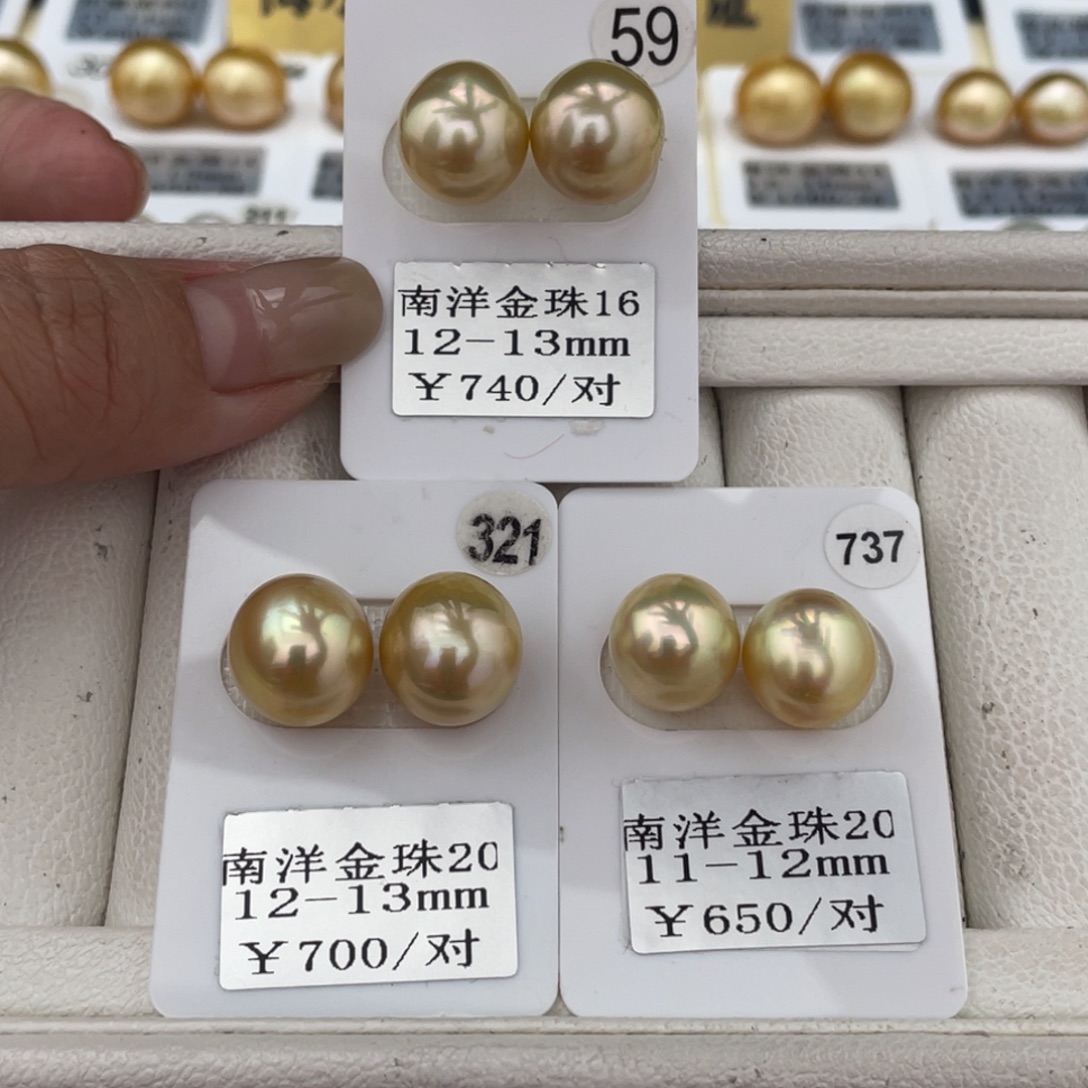 59
南洋金珠16
12-13mm
¥740/对
321
南洋金珠20
12-13mm
¥700/对
737
南洋金珠20
11-12mm
¥650/对
211